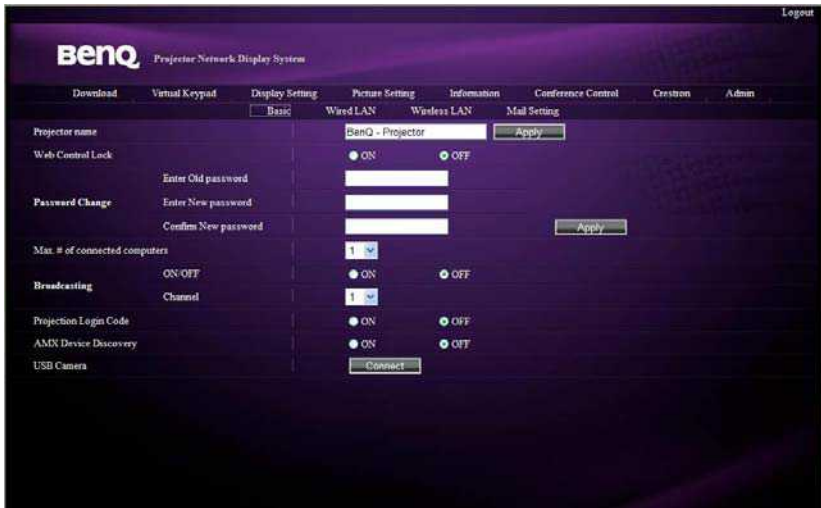 Logout
BenQ Projector Network Display System
Download Virtual Keypad Display Setting Picture Setting Information Conference Control Crestron Admin
Basic Wired LAN Wireless LAN Mail Setting
Projector name BenQ - Projector Apply
Web Control Lock ON OFF
Enter Old password
Password Change Enter New password
Confirm New password Apply
Max. # of connected computers 1
ON/OFF ON OFF
Broadcasting
Channel 1
Projection Login Code ON OFF
AMX Device Discovery ON OFF
USB Camera Connect